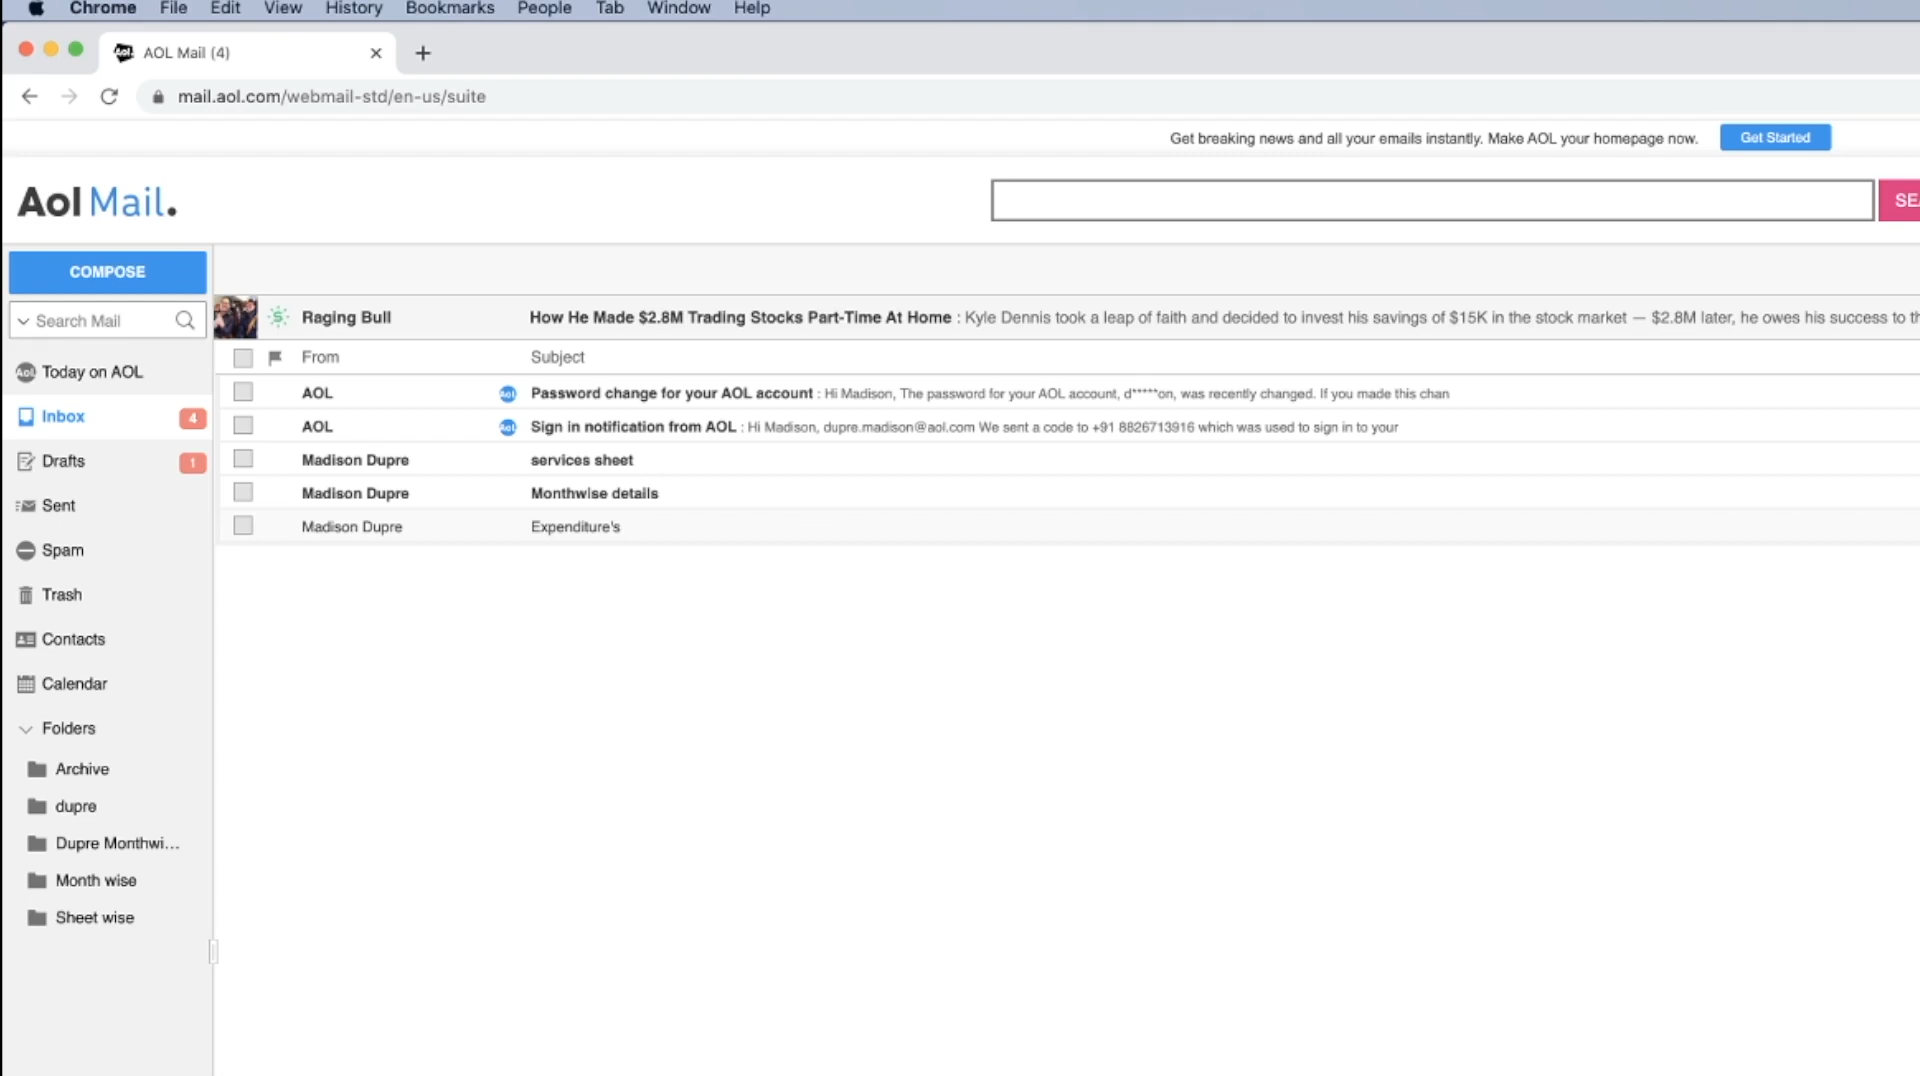 Chrome File Edit View History Bookmarks People Tab Window Help
AOL Mail (4)
mail.aol.com/webmail-std/en-us/suite
Get breaking news and all your emails instantly. Make AOL your homepage now. Get Started
Aol Mail.
SEA
COMPOSE
Search Mail
Raging Bull How He Made $2.8M Trading Stocks Part-Time At Home : Kyle Dennis took a leap of faith and decided to invest his savings of $15K in the stock market — $2.8M later, he owes his success to th
From Subject
Today on AOL
AOL Password change for your AOL account : Hi Madison, The password for your AOL account, d*****on, was recently changed. If you made this chan
Inbox 4
AOL Sign in notification from AOL : Hi Madison, dupre.madison@aol.com We sent a code to +91 8826713916 which was used to sign in to your
Drafts 1
Madison Dupre services sheet
Madison Dupre Monthwise details
Sent
Madison Dupre Expenditure's
Spam
Trash
Contacts
Calendar
Folders
Archive
dupre
Dupre Monthwi...
Month wise
Sheet wise